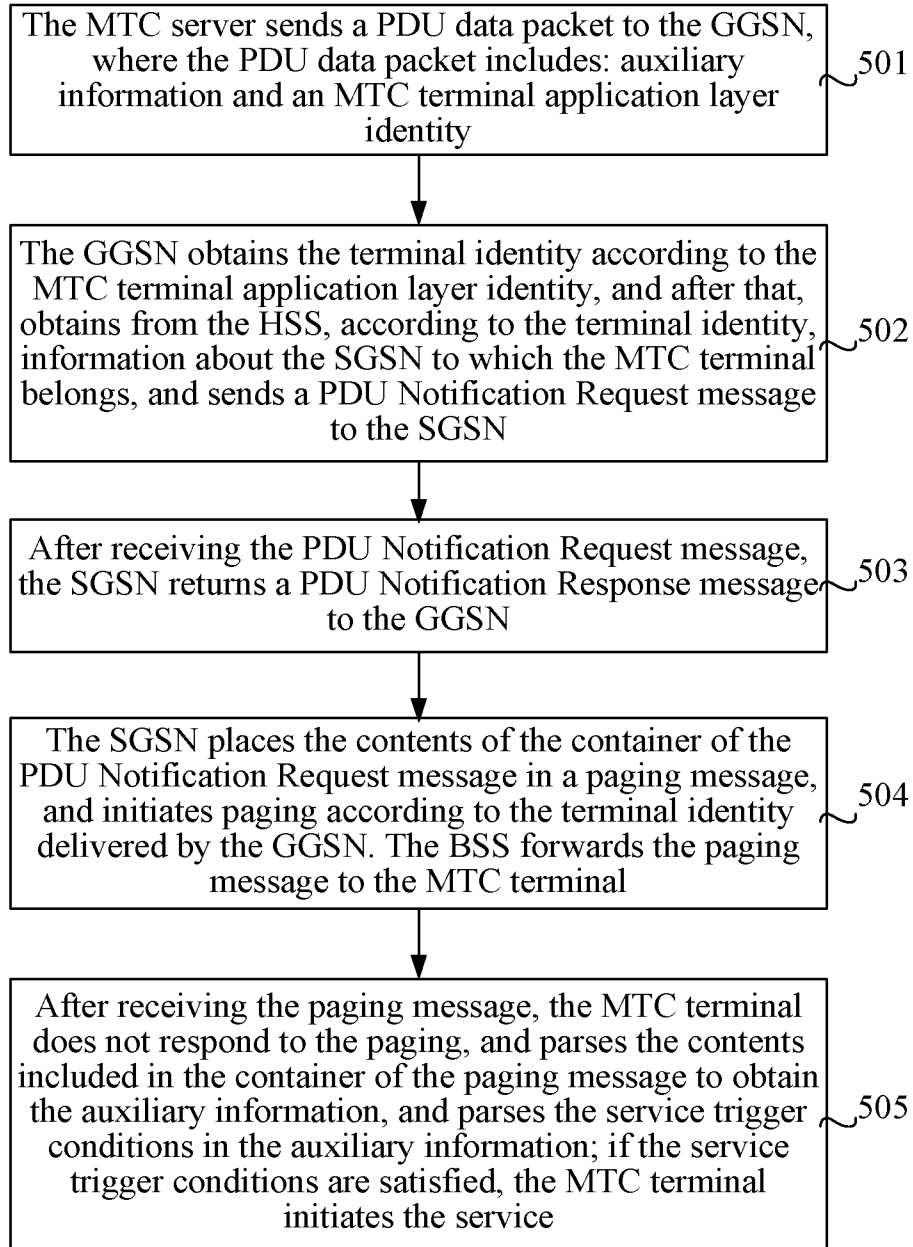 The MTC server sends a PDU data packet to the GGSN,
where the PDU data packet includes: auxiliary
information and an MTC terminal application layer
identity
501
The GGSN obtains the terminal identity according to the
MTC terminal application layer identity, and after that,
obtains from the HSS, according to the terminal identity,
information about the SGSN to which the MTC terminal
belongs, and sends a PDU Notification Request message
to the SGSN
502
After receiving the PDU Notification Request message,
the SGSN returns a PDU Notification Response message
to the GGSN
503
The SGSN places the contents of the container of the
PDU Notification Request message in a paging message,
and initiates paging according to the terminal identity
delivered by the GGSN. The BSS forwards the paging
message to the MTC terminal
504
After receiving the paging message, the MTC terminal
does not respond to the paging, and parses the contents
included in the container of the paging message to obtain
the auxiliary information, and parses the service trigger
conditions in the auxiliary information; if the service
trigger conditions are satisfied, the MTC terminal
initiates the service
505